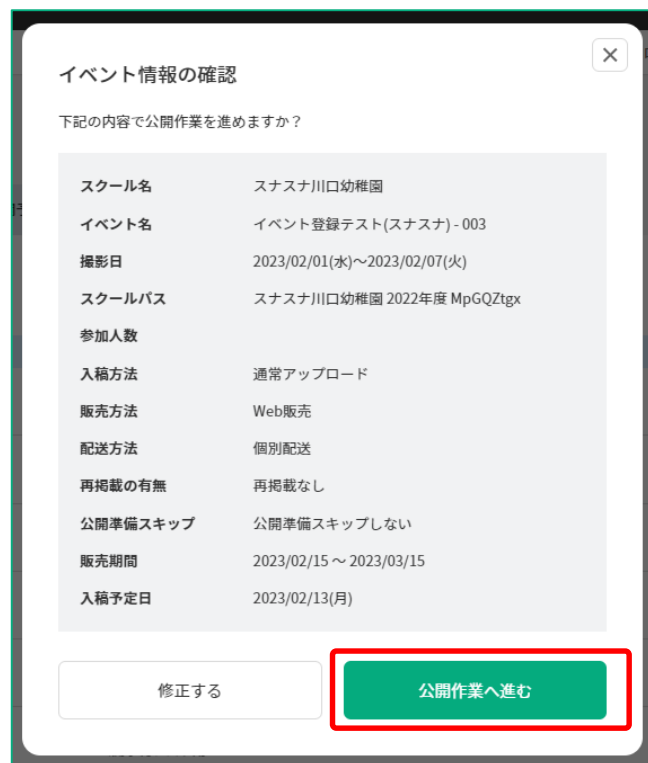 イベント情報の確認
下記の内容で公開作業を進めますか？
スクール名 スナスナ川口幼稚園
イベント名 イベント登録テスト(スナスナ) - 003
撮影日 2023/02/01(水)～2023/02/07(火)
スクールパス スナスナ川口幼稚園 2022年度 MpGQZtgx
参加人数
入稿方法 通常アップロード
販売方法 Web販売
配送方法 個別配送
再掲載の有無 再掲載なし
公開準備スキップ 公開準備スキップしない
販売期間 2023/02/15 ～ 2023/03/15
入稿予定日 2023/02/13(月)
修正する 公開作業へ進む